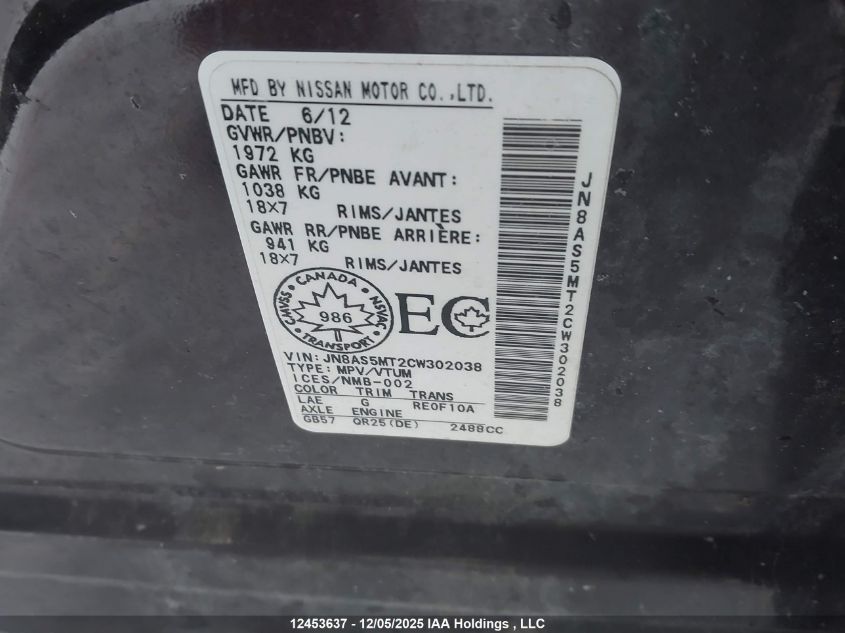 MFD BY NISSAN MOTOR CO.,LTD.
DATE 6/12
GVWR/PNBV:
1972 KG
GAWR FR/PNBE AVANT:
1038 KG
18X7 RIMS/JANTES
GAWR RR/PNBE ARRIÈRE:
941 KG
18X7 RIMS/JANTES
CANADA
CMVSS NSVAC
986
TRANSPORT
EC
VIN: JN8AS5MT2CW302038
TYPE: MPV/VTUM
ICES/NMB-002
COLOR TRIM TRANS
LAE G RE0F10A
AXLE ENGINE
GB57 QR25(DE) 2488CC
JN8AS5MT2CW302038
12453637 - 12/05/2025 IAA Holdings , LLC